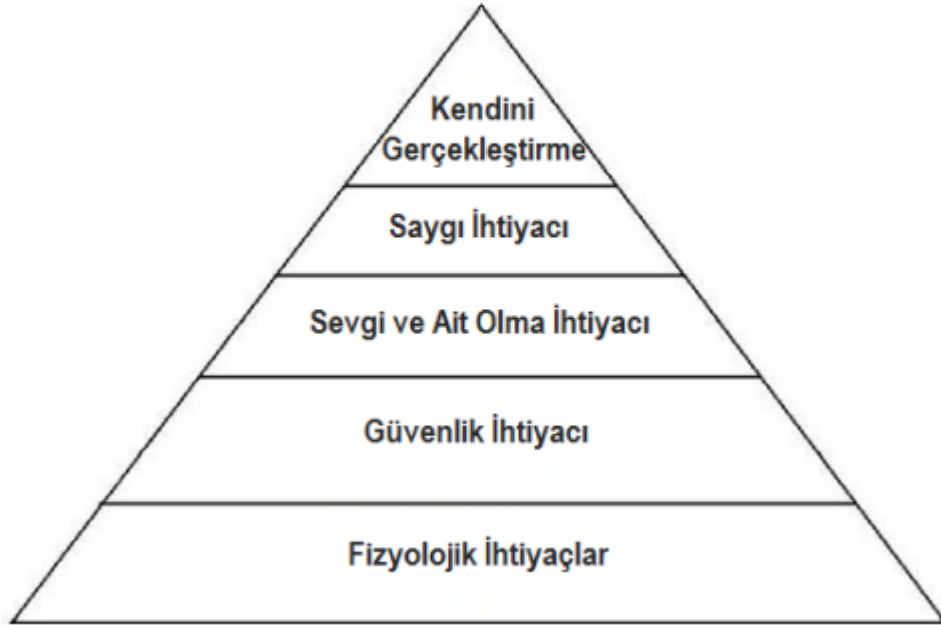 Kendini
Gerçekleştirme
Saygı İhtiyacı
Sevgi ve Ait Olma İhtiyacı
Güvenlik İhtiyacı
Fizyolojik İhtiyaçlar